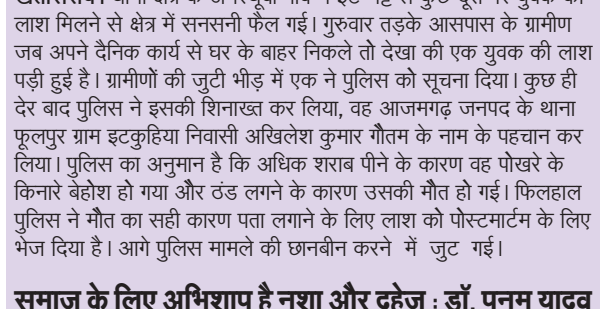 लाश मिलने से क्षेत्र में सनसनी फैल गई। गुरुवार तड़के आसपास के ग्रामीण
जब अपने दैनिक कार्य से घर के बाहर निकले तो देखा की एक युवक की लाश
पड़ी हुई है। ग्रामीणों की जुटी भीड़ में एक ने पुलिस को सूचना दिया। कुछ ही
देर बाद पुलिस ने इसकी शिनाख्त कर लिया, वह आजमगढ़ जनपद के थाना
फूलपुर ग्राम इटकुहिया निवासी अखिलेश कुमार गौतम के नाम के पहचान कर
लिया। पुलिस का अनुमान है कि अधिक शराब पीने के कारण वह पोखरे के
किनारे बेहोश हो गया और ठंड लगने के कारण उसकी मौत हो गई। फिलहाल
पुलिस ने मौत का सही कारण पता लगाने के लिए लाश को पोस्टमार्टम के लिए
भेज दिया है। आगे पुलिस मामले की छानबीन करने में जुट गई।
समाज के लिए अभिशाप है नशा और दहेज : डॉ. पूनम यादव